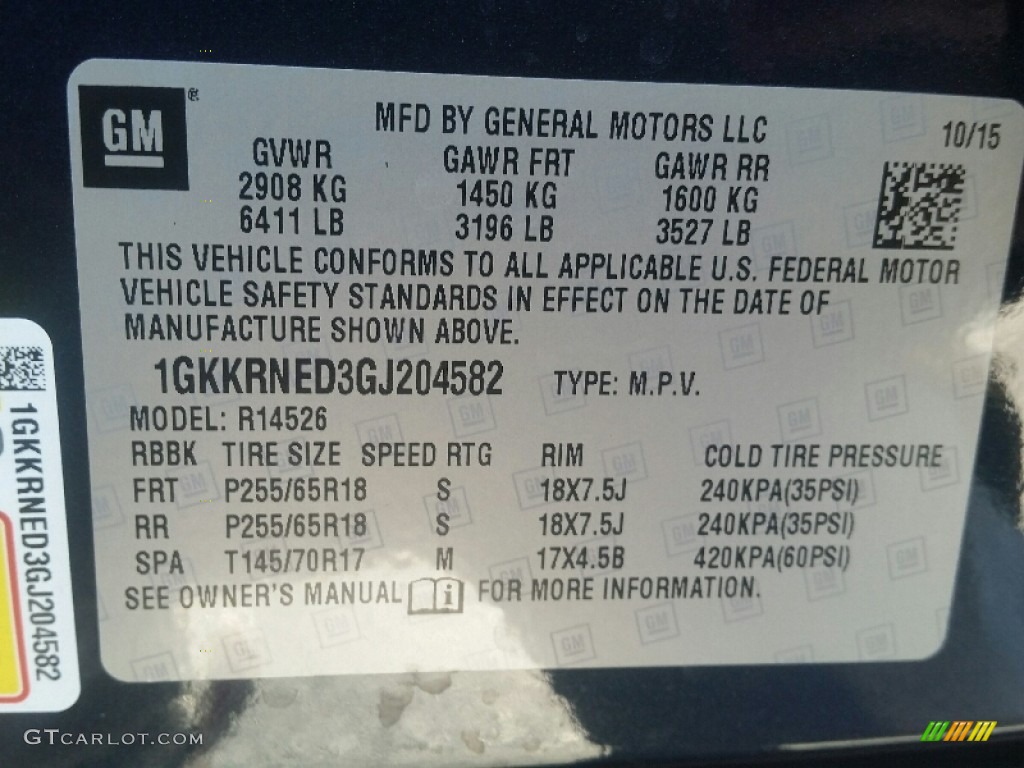 GM®
MFD BY GENERAL MOTORS LLC
10/15
GVWR GAWR FRT GAWR RR
2908 KG 1450 KG 1600 KG
6411 LB 3196 LB 3527 LB
THIS VEHICLE CONFORMS TO ALL APPLICABLE U.S. FEDERAL MOTOR
VEHICLE SAFETY STANDARDS IN EFFECT ON THE DATE OF
MANUFACTURE SHOWN ABOVE.
1GKKRNED3GJ204582 TYPE: M.P.V.
MODEL: R14526
RBBK TIRE SIZE SPEED RTG RIM COLD TIRE PRESSURE
FRT P255/65R18 S 18X7.5J 240KPA(35PSI)
RR P255/65R18 S 18X7.5J 240KPA(35PSI)
SPA T145/70R17 M 17X4.5B 420KPA(60PSI)
SEE OWNER'S MANUAL i FOR MORE INFORMATION.
1GKKRNED3GJ204582
GTCARLOT.COM